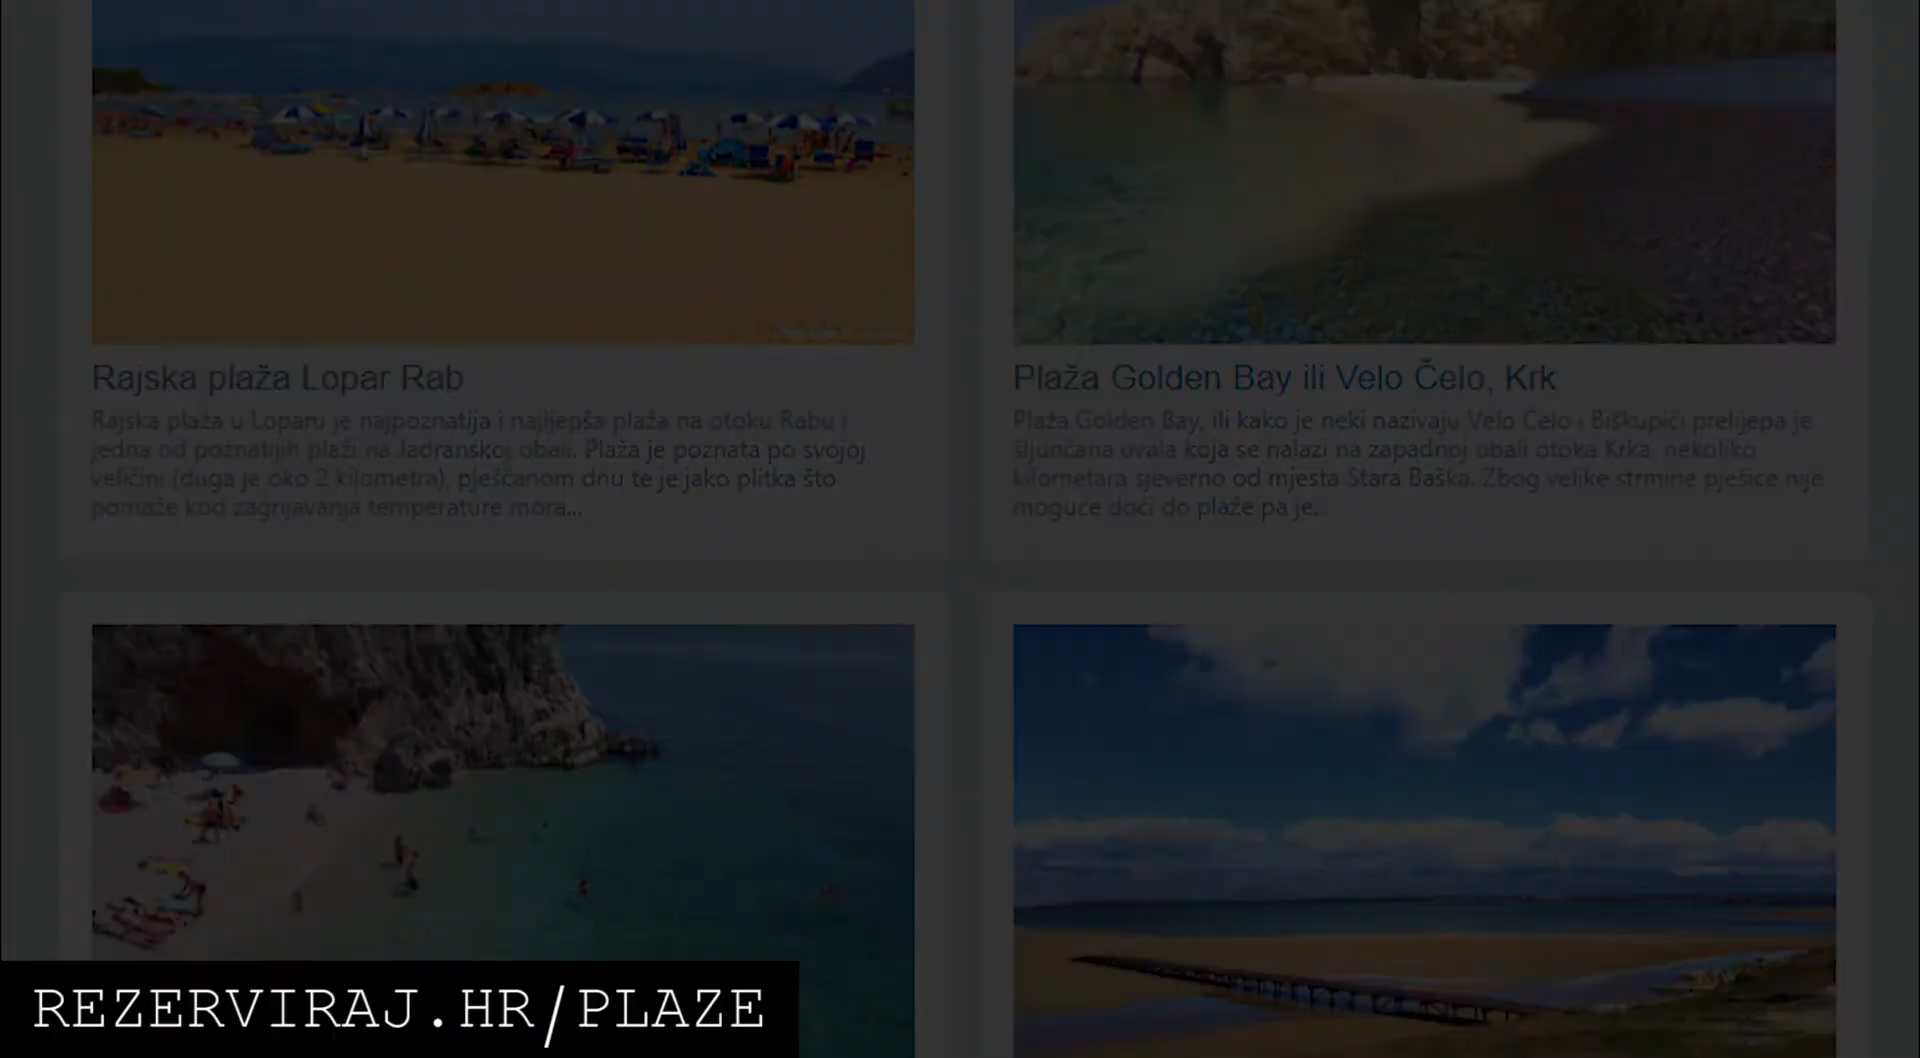 Rajska plaža Lopar Rab
Rajska plaža u Loparu je najpoznatija i najljepša plaža na otoku Rabu i
jedna od poznatijih plaži na Jadranskoj obali. Plaža je poznata po svojoj
veličini (duga je oko 2 kilometra), pješčanom dnu te je jako plitka što
pomaže kod zagrijavanja temperature mora...
Plaža Golden Bay ili Velo Čelo, Krk
Plaža Golden Bay, ili kako je neki nazivaju Velo Čelo i Biškupići prelijepa je
šljunčana uvala koja se nalazi na zapadnoj obali otoka Krka, nekoliko
kilometara sjeverno od mjesta Stara Baška. Zbog velike strmine pješice nije
moguće doći do plaže pa je...
REZERVIRAJ.HR/PLAZE